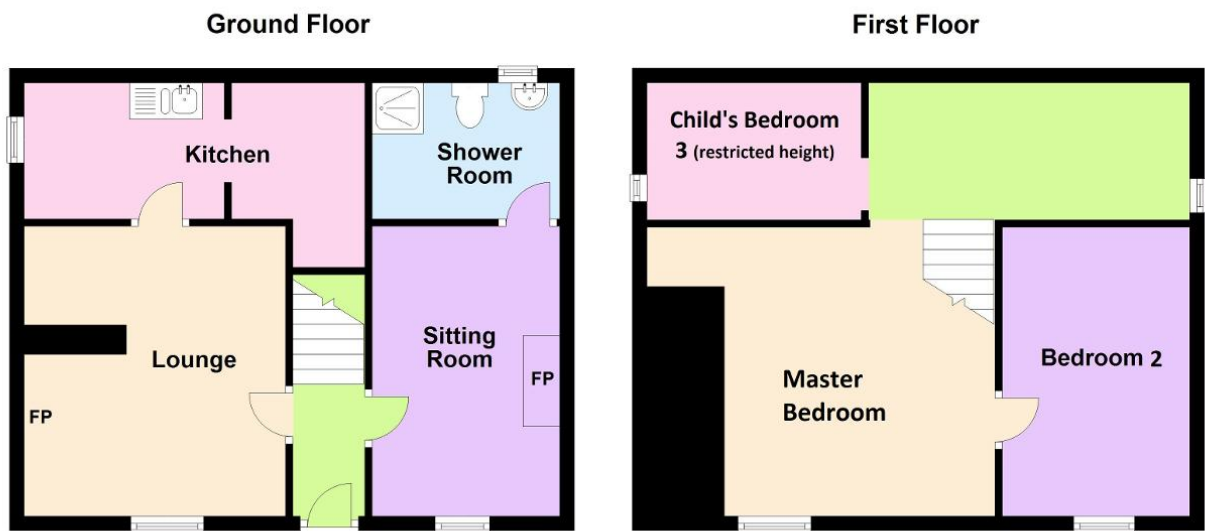 Ground Floor
Kitchen
Shower
Room
Lounge
FP
Sitting
Room
FP
First Floor
Child's Bedroom
3 (restricted height)
Master
Bedroom
Bedroom 2